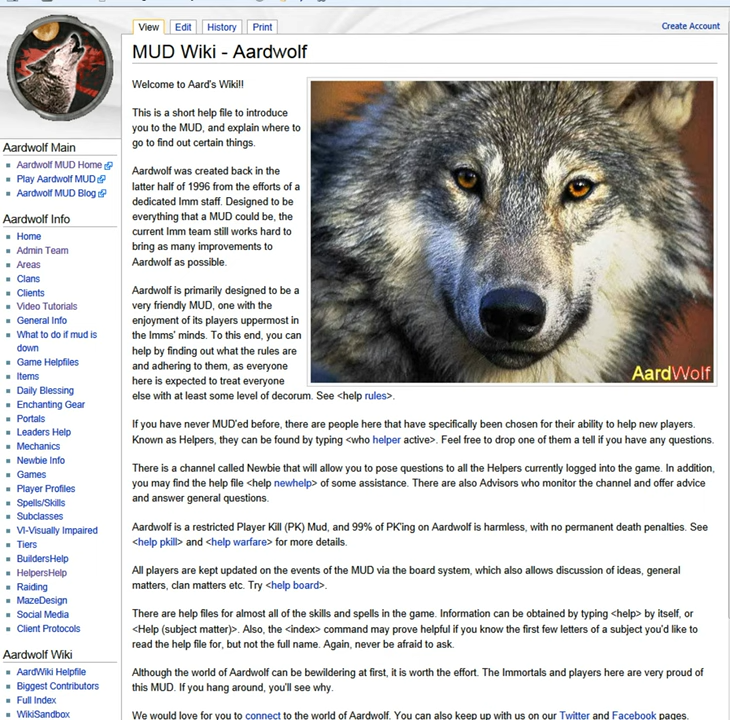 View Edit History Print
Create Account
MUD Wiki - Aardwolf
Aardwolf Main
Aardwolf MUD Home
Play Aardwolf MUD
Aardwolf MUD Blog
Aardwolf Info
Home
Admin Team
Areas
Clans
Clients
Video Tutorials
General Info
What to do if mud is
down
Game Helpfiles
Items
Daily Blessing
Enchanting Gear
Portals
Leaders Help
Mechanics
Newbie Info
Games
Player Profiles
Spells/Skills
Subclasses
VI-Visually Impaired
Tiers
BuildersHelp
HelpersHelp
Raiding
MazeDesign
Social Media
Client Protocols
Aardwolf Wiki
AardWiki Helpfile
Biggest Contributors
Full Index
WikiSandbox
Welcome to Aard's Wiki!!
This is a short help file to introduce
you to the MUD, and explain where to
go to find out certain things.
Aardwolf was created back in the
latter half of 1996 from the efforts of a
dedicated Imm staff. Designed to be
everything that a MUD could be, the
current Imm team still works hard to
bring as many improvements to
Aardwolf as possible.
Aardwolf is primarily designed to be a
very friendly MUD, one with the
enjoyment of its players uppermost in
the Imms' minds. To this end, you can
help by finding out what the rules are
and adhering to them, as everyone
here is expected to treat everyone
else with at least some level of decorum. See <help rules>.
AardWolf
If you have never MUD'ed before, there are people here that have specifically been chosen for their ability to help new players.
Known as Helpers, they can be found by typing <who helper active>. Feel free to drop one of them a tell if you have any questions.
There is a channel called Newbie that will allow you to pose questions to all the Helpers currently logged into the game. In addition,
you may find the help file <help newhelp> of some assistance. There are also Advisors who monitor the channel and offer advice
and answer general questions.
Aardwolf is a restricted Player Kill (PK) Mud, and 99% of PK'ing on Aardwolf is harmless, with no permanent death penalties. See
<help pkill> and <help warfare> for more details.
All players are kept updated on the events of the MUD via the board system, which also allows discussion of ideas, general
matters, clan matters etc. Try <help board>.
There are help files for almost all of the skills and spells in the game. Information can be obtained by typing <help> by itself, or
<Help (subject matter)>. Also, the <index> command may prove helpful if you know the first few letters of a subject you'd like to
read the help file for, but not the full name. Again, never be afraid to ask.
Although the world of Aardwolf can be bewildering at first, it is worth the effort. The Immortals and players here are very proud of
this MUD. If you hang around, you'll see why.
We would love for you to connect to the world of Aardwolf. You can also keep up with us on our Twitter and Facebook pages.